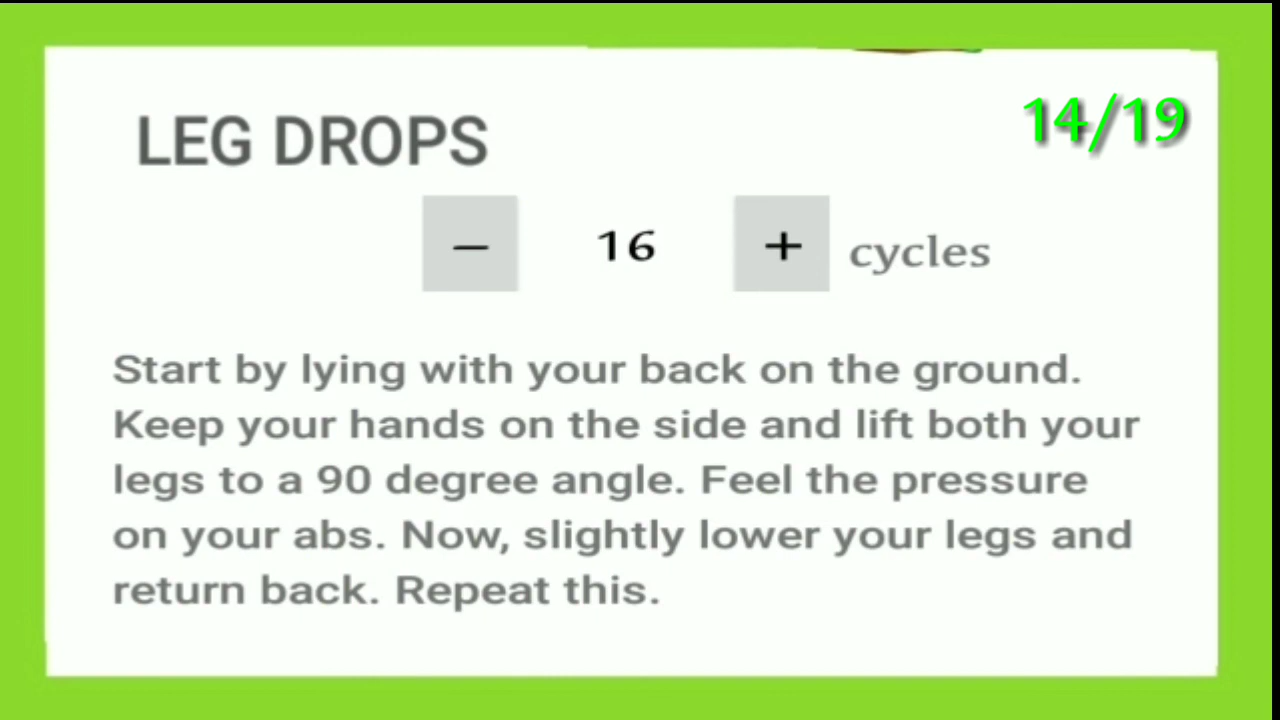 LEG DROPS
14/19
− 16 + cycles
Start by lying with your back on the ground.
Keep your hands on the side and lift both your
legs to a 90 degree angle. Feel the pressure
on your abs. Now, slightly lower your legs and
return back. Repeat this.